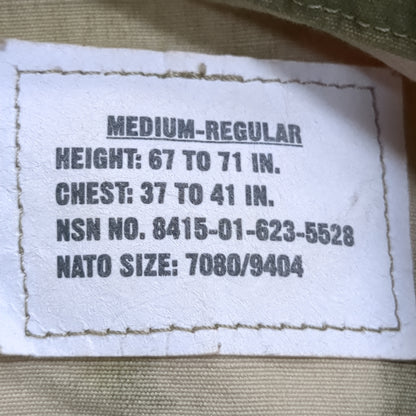 MEDIUM-REGULAR
HEIGHT: 67 TO 71 IN.
CHEST: 37 TO 41 IN.
NSN NO. 8415-01-623-5528
NATO SIZE: 7080/9404